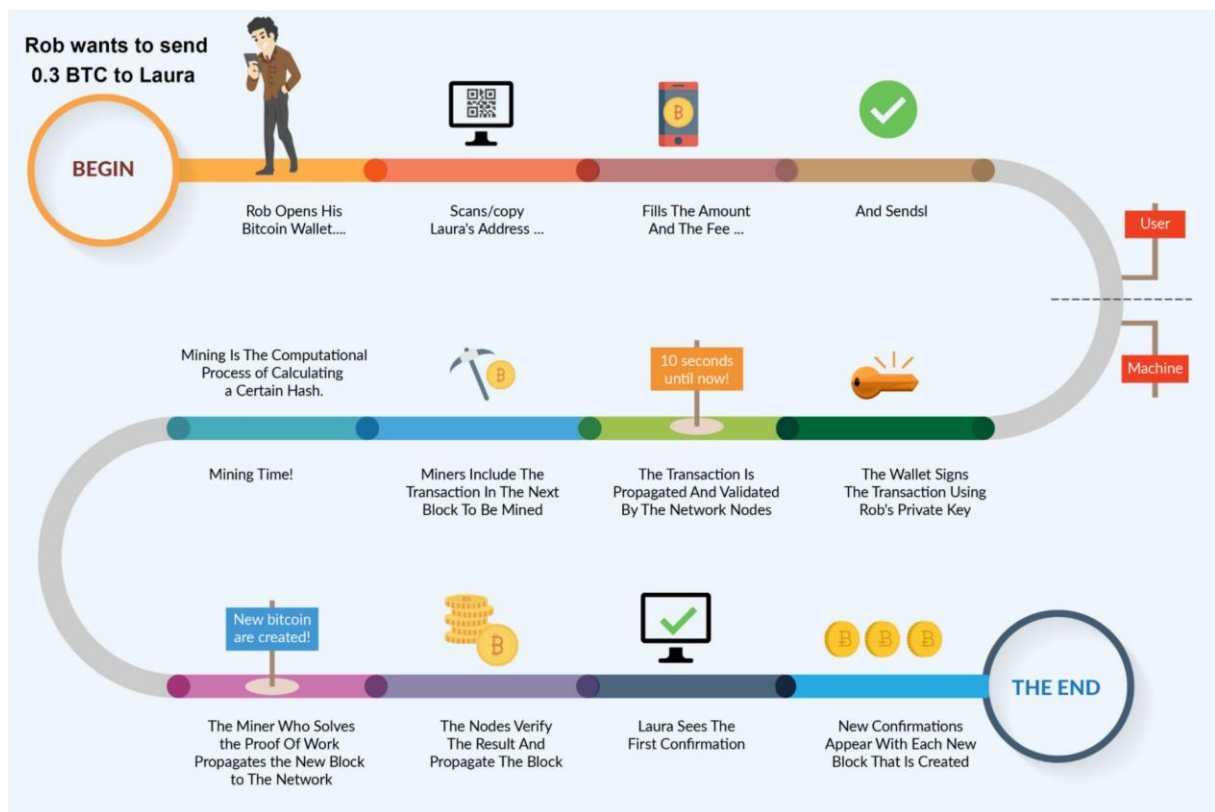 Rob wants to send
0.3 BTC to Laura
BEGIN
Rob Opens His
Bitcoin Wallet....
Scans/copy
Laura's Address ...
Fills The Amount
And The Fee ...
And Sends!
User
Machine
The Wallet Signs
The Transaction Using
Rob's Private Key
10 seconds
until now!
The Transaction Is
Propagated And Validated
By The Network Nodes
Miners Include The
Transaction In The Next
Block To Be Mined
Mining Is The Computational
Process of Calculating
a Certain Hash.
Mining Time!
New bitcoin
are created!
The Miner Who Solves
the Proof Of Work
Propagates the New Block
to The Network
The Nodes Verify
The Result And
Propagate The Block
Laura Sees The
First Confirmation
New Confirmations
Appear With Each New
Block That Is Created
THE END